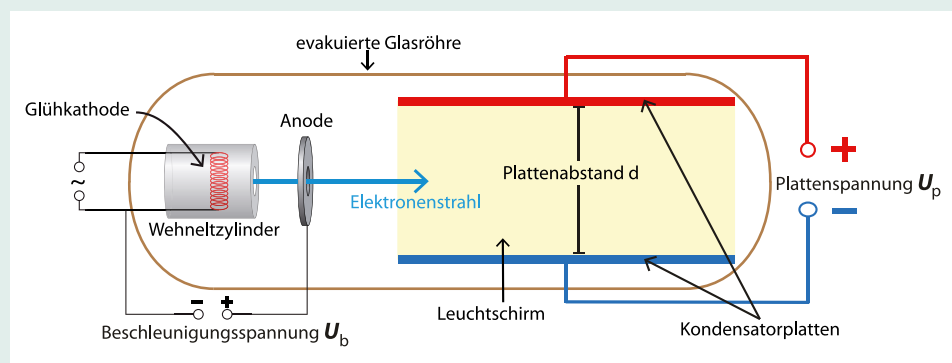 evakuierte Glasröhre
Glühkathode
Anode
Plattenabstand d
+
Plattenspannung Up
−
~
Elektronenstrahl
Wehneltzylinder
- +
Beschleunigungsspannung Ub
Leuchtschirm
Kondensatorplatten